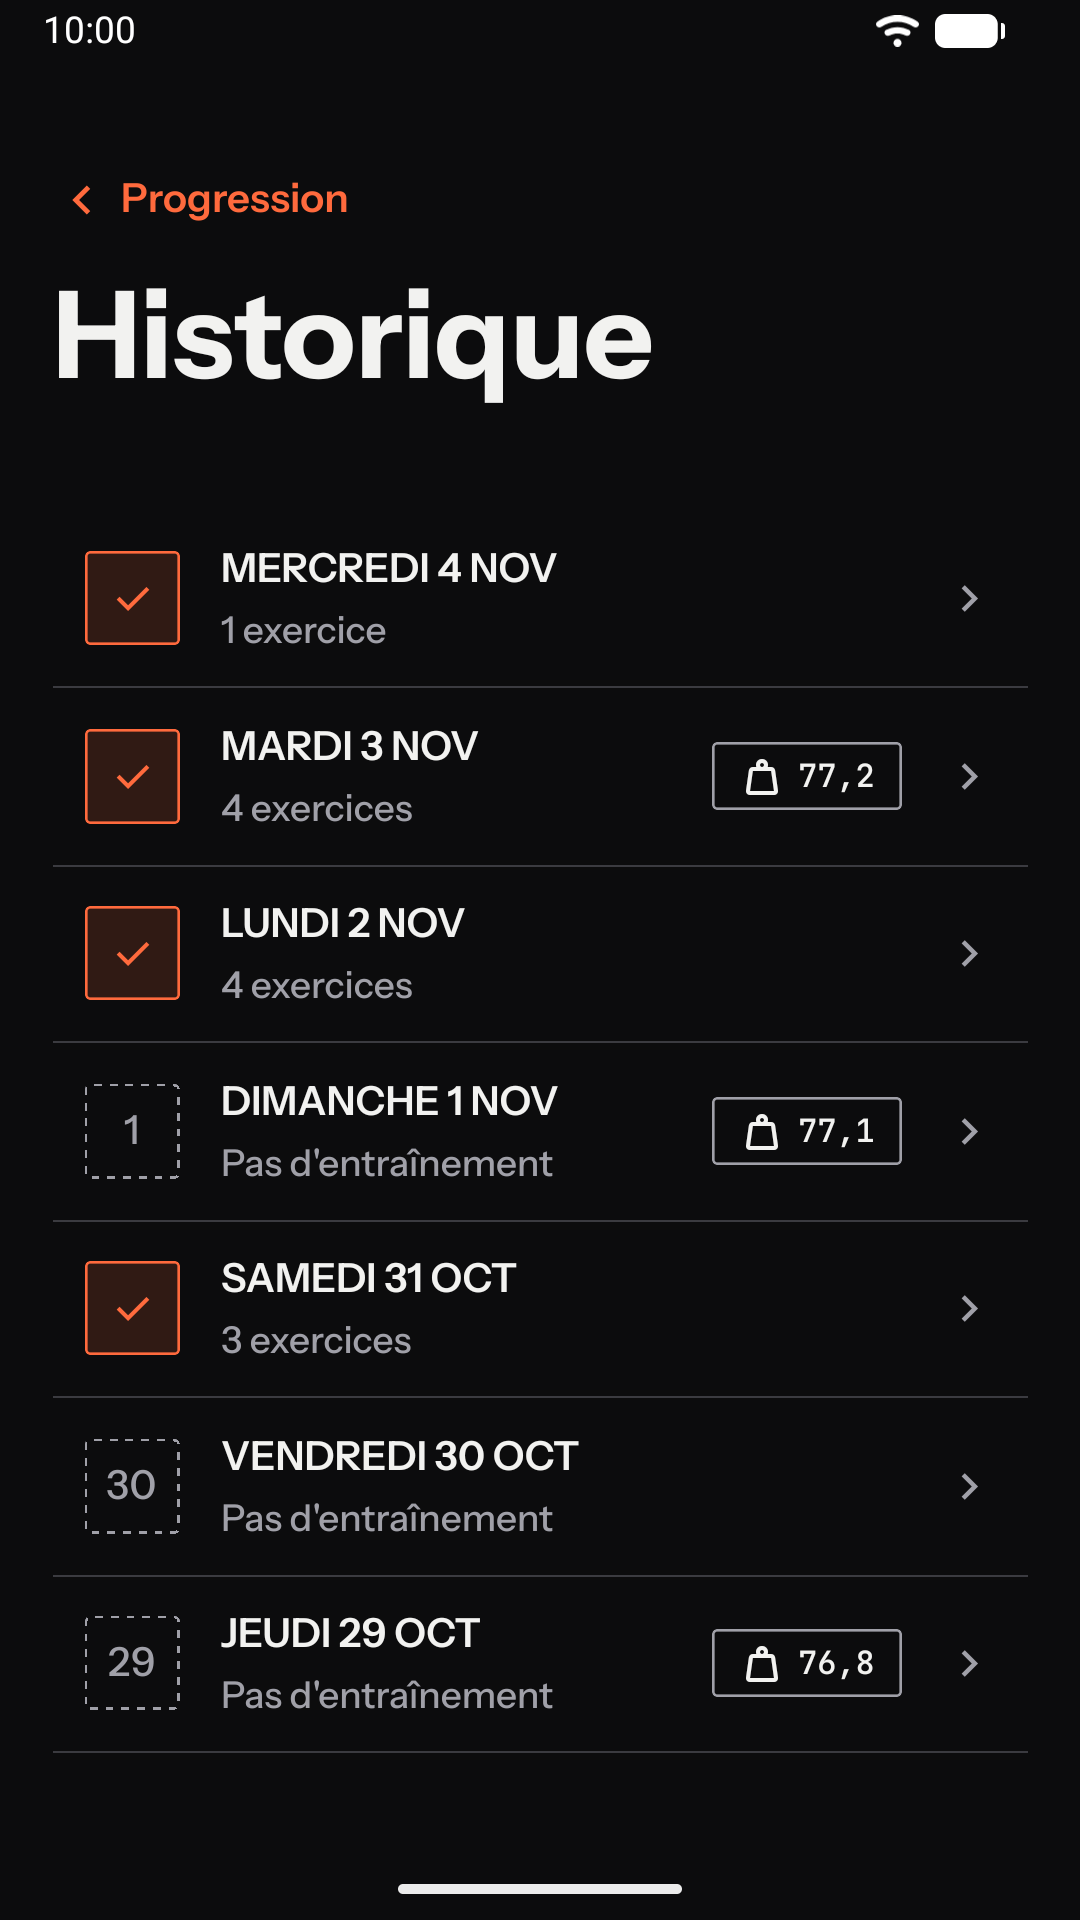 10:00
Progression
Historique
MERCREDI 4 NOV
1 exercice
MARDI 3 NOV
4 exercices
77,2
LUNDI 2 NOV
4 exercices
1
DIMANCHE 1 NOV
Pas d'entraînement
77,1
SAMEDI 31 OCT
3 exercices
30
VENDREDI 30 OCT
Pas d'entraînement
29
JEUDI 29 OCT
Pas d'entraînement
76,8